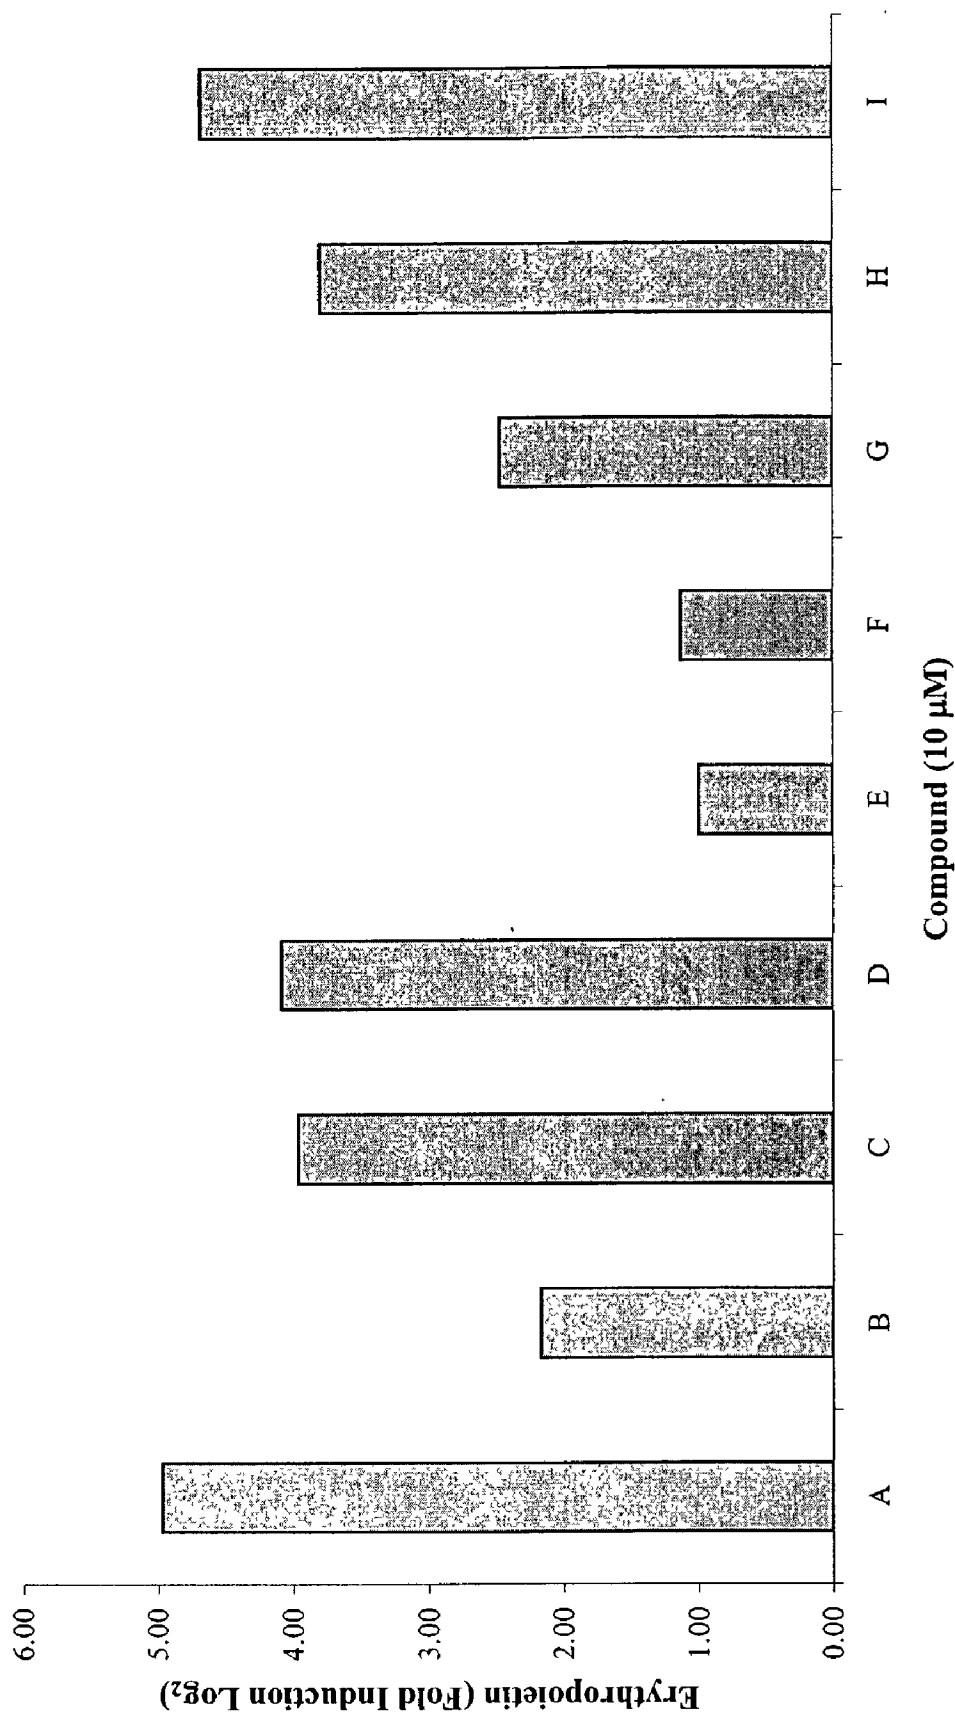 Erythropoietin (Fold Induction Log₂)
6.00
5.00
4.00
3.00
2.00
1.00
0.00
A B C D E F G H I
Compound (10 µM)